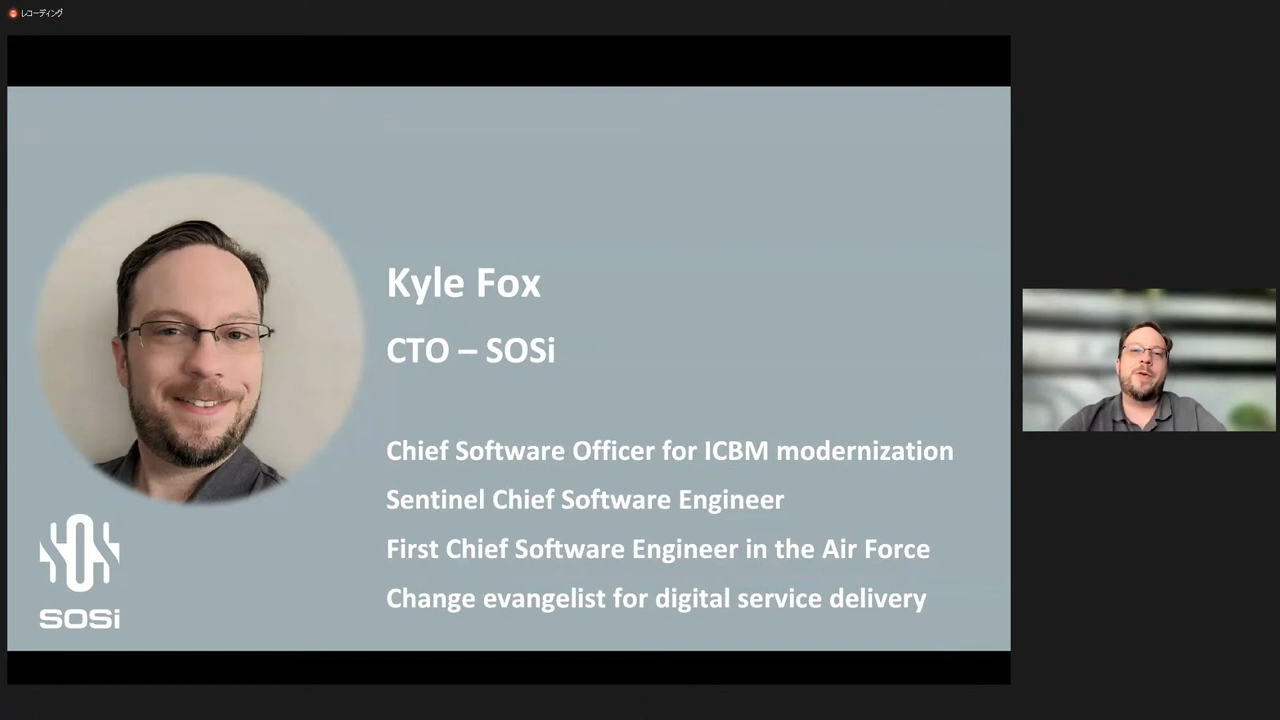 レコーディング
Kyle Fox
CTO – SOSi
Chief Software Officer for ICBM modernization
Sentinel Chief Software Engineer
First Chief Software Engineer in the Air Force
Change evangelist for digital service delivery
SOSi